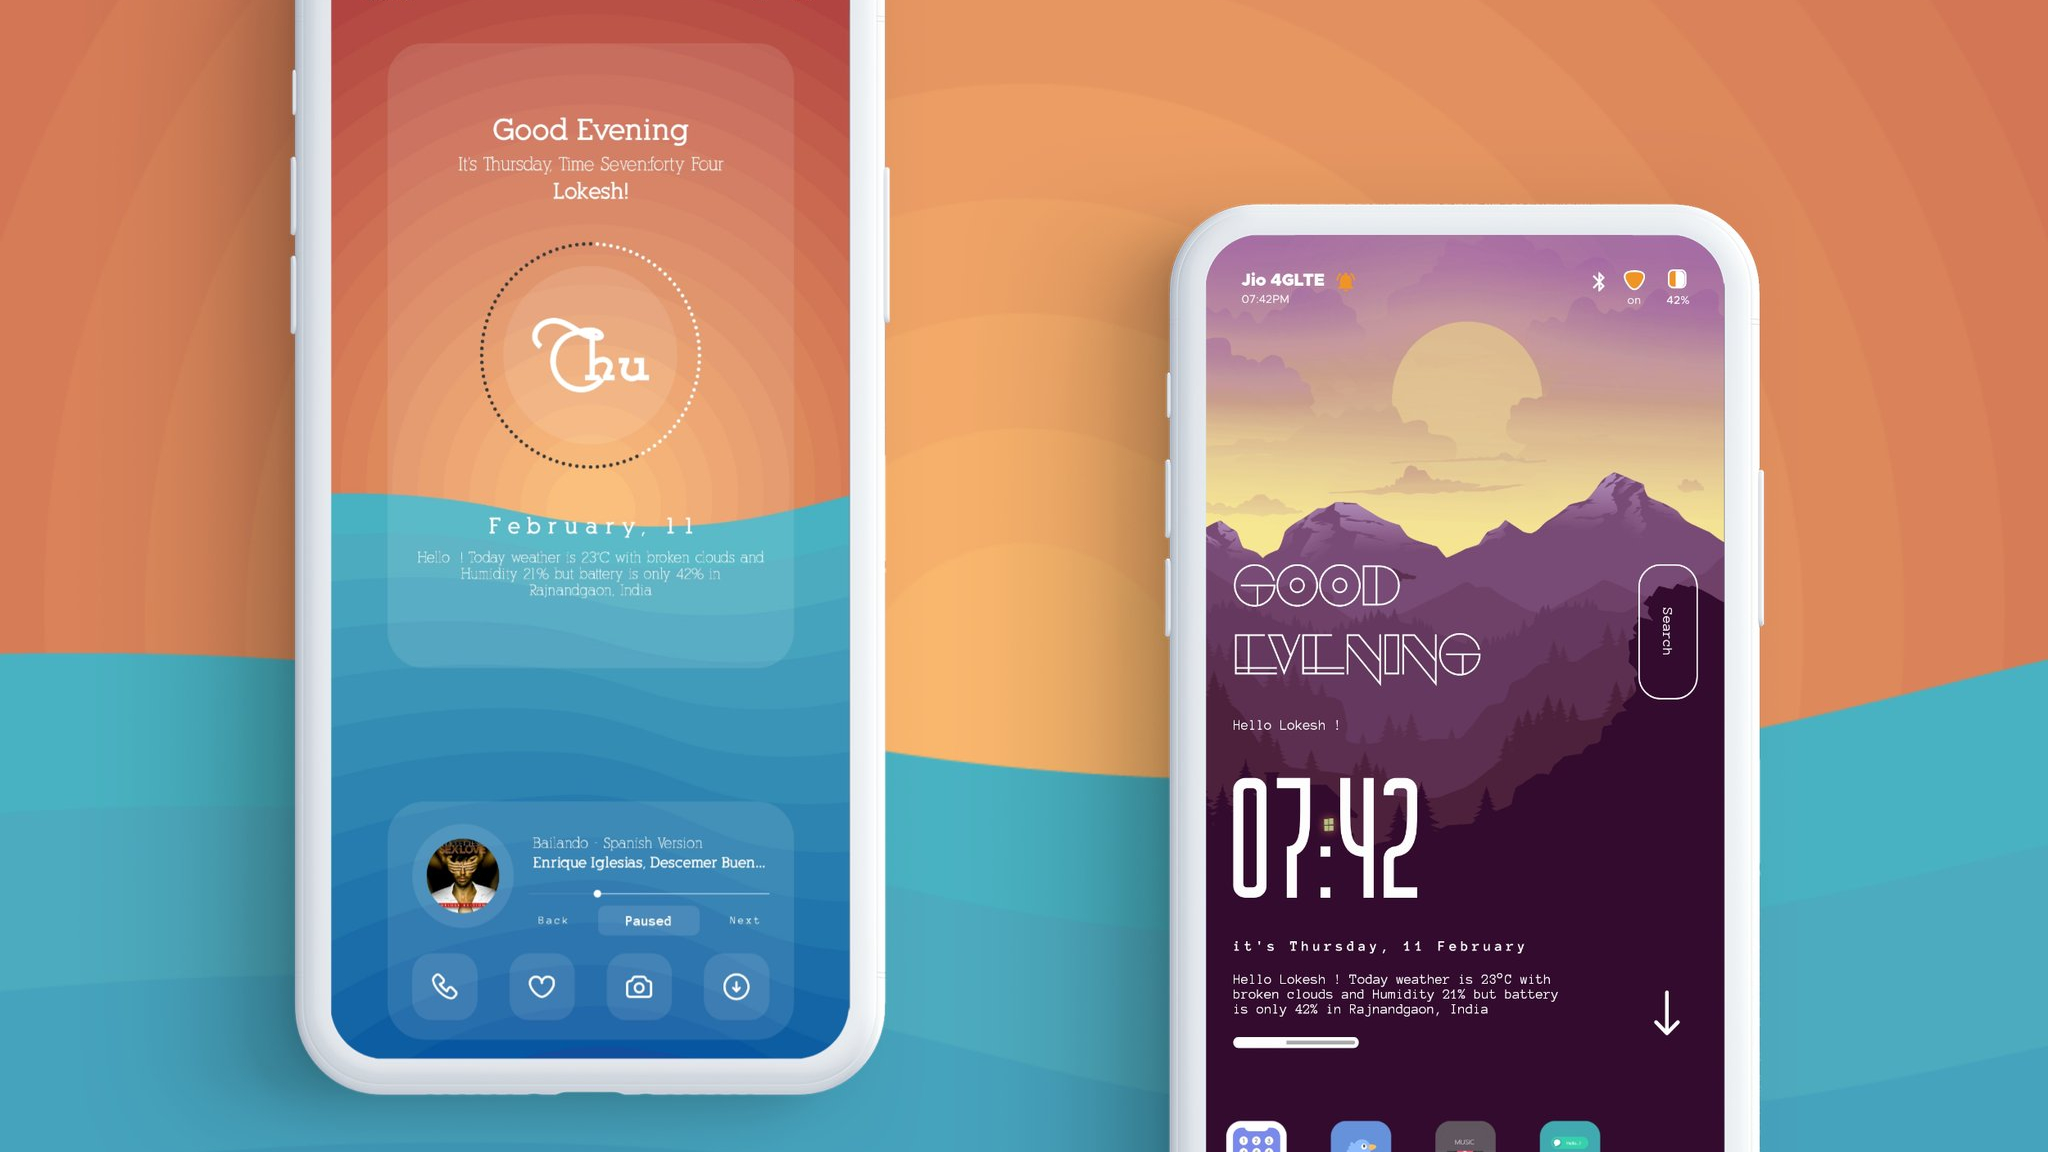 Good Evening
It's Thursday, Time Seven:forty Four
Lokesh!
Thu
February, 11
Hello ! Today weather is 23°C with broken clouds and
Humidity 21% but battery is only 42% in
Rajnandgaon, India
Bailando · Spanish Version
Enrique Iglesias, Descemer Buen...
Back Paused Next
Jio 4GLTE
07:42PM
on 42%
GOOD
EVENING
Search
Hello Lokesh !
07:42
it's Thursday, 11 February
Hello Lokesh ! Today weather is 23°C with
broken clouds and Humidity 21% but battery
is only 42% in Rajnandgaon, India
1 2 3
MUSIC